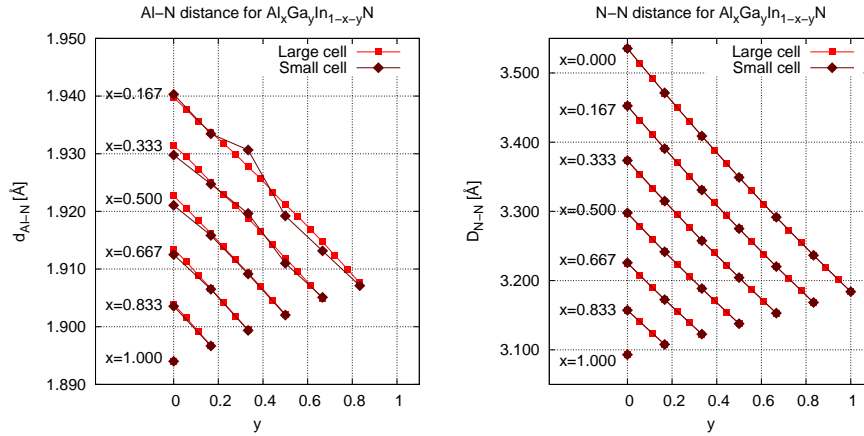 Al–N distance for AlxGayIn1−x−yN
Large cell
Small cell
1.950
1.940
1.930
1.920
1.910
1.900
1.890
dAl–N [Å]
x=0.167
x=0.333
x=0.500
x=0.667
x=0.833
x=1.000
0 0.2 0.4 0.6 0.8 1
y
N–N distance for AlxGayIn1−x−yN
Large cell
Small cell
3.500
3.400
3.300
3.200
3.100
DN–N [Å]
x=0.000
x=0.167
x=0.333
x=0.500
x=0.667
x=0.833
x=1.000
0 0.2 0.4 0.6 0.8 1
y